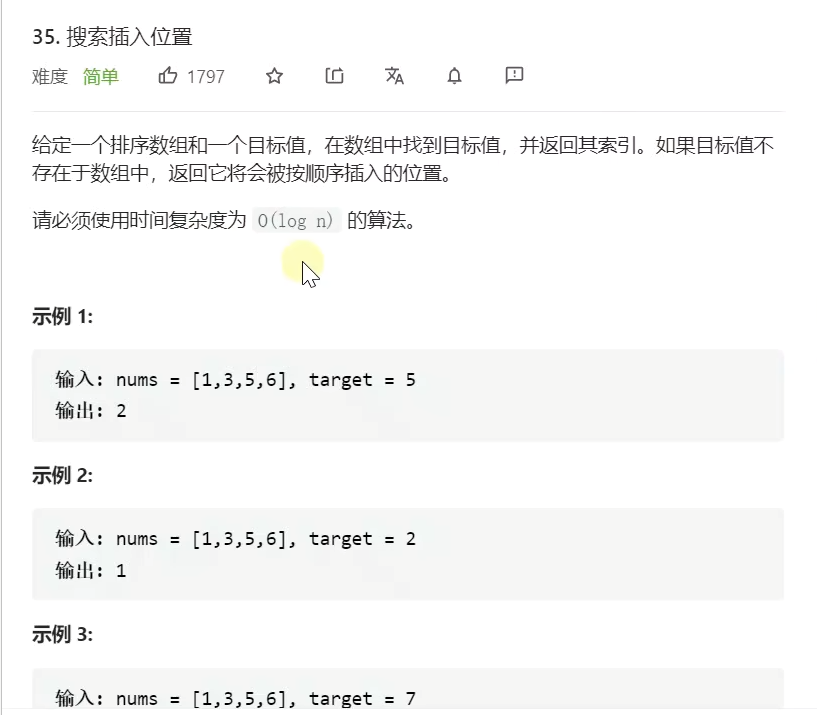 35. 搜索插入位置
难度 简单 1797
给定一个排序数组和一个目标值，在数组中找到目标值，并返回其索引。如果目标值不
存在于数组中，返回它将会被按顺序插入的位置。
请必须使用时间复杂度为 O(log n) 的算法。
示例 1:
输入: nums = [1,3,5,6], target = 5
输出: 2
示例 2:
输入: nums = [1,3,5,6], target = 2
输出: 1
示例 3:
输入: nums = [1,3,5,6], target = 7